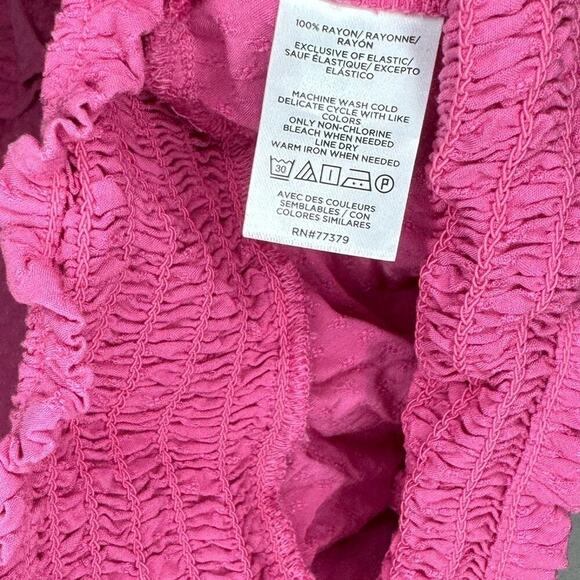 100% RAYON/ RAYONNE/
RAYÓN
EXCLUSIVE OF ELASTIC/
SAUF ÉLASTIQUE/ EXCEPTO
ELÁSTICO
MACHINE WASH COLD
DELICATE CYCLE WITH LIKE
COLORS
ONLY NON-CHLORINE
BLEACH WHEN NEEDED
LINE DRY
WARM IRON WHEN NEEDED
30 P
AVEC DES COULEURS
SEMBLABLES / CON
COLORES SIMILARES
RN#77379